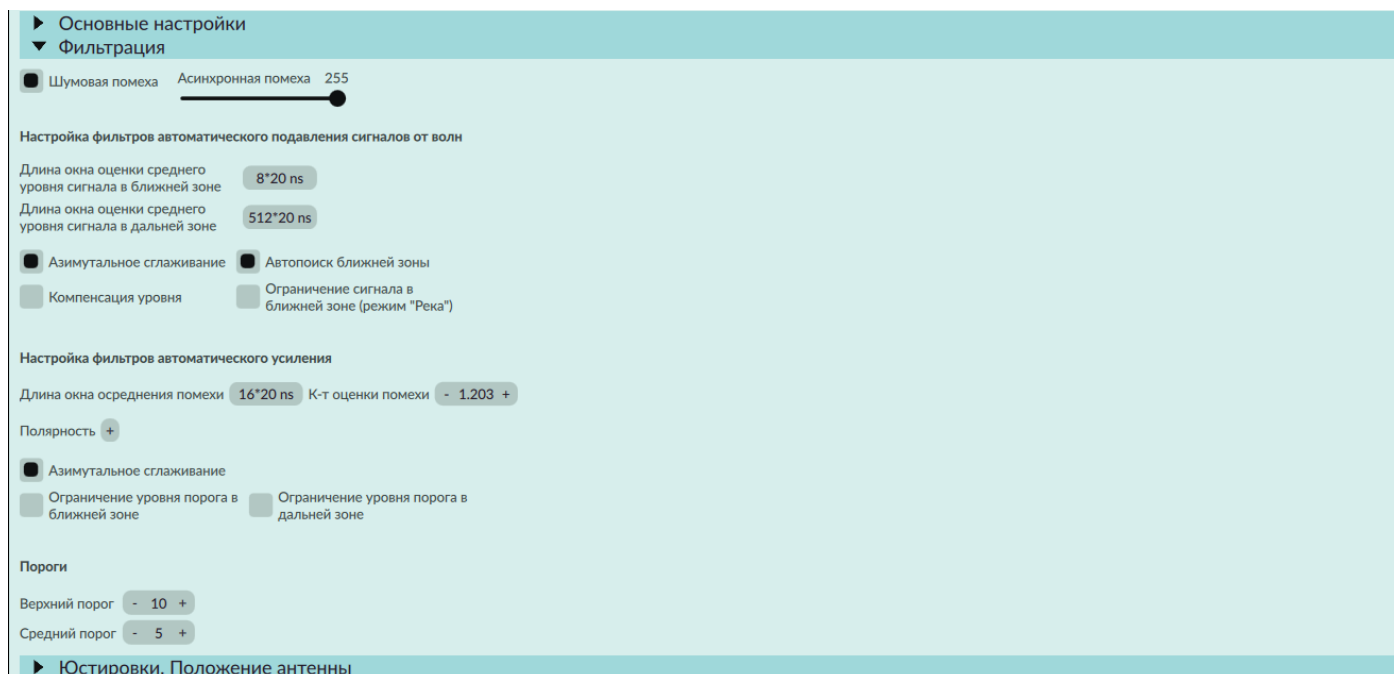 Основные настройки
Фильтрация
Шумовая помеха Асинхронная помеха 255
Настройка фильтров автоматического подавления сигналов от волн
Длина окна оценки среднего
уровня сигнала в ближней зоне 8*20 ns
Длина окна оценки среднего
уровня сигнала в дальней зоне 512*20 ns
Азимутальное сглаживание Автопоиск ближней зоны
Компенсация уровня Ограничение сигнала в
ближней зоне (режим "Река")
Настройка фильтров автоматического усиления
Длина окна осреднения помехи 16*20 ns К-т оценки помехи - 1.203 +
Полярность +
Азимутальное сглаживание
Ограничение уровня порога в
ближней зоне
Ограничение уровня порога в
дальней зоне
Пороги
Верхний порог - 10 +
Средний порог - 5 +
Юстировки. Положение антенны